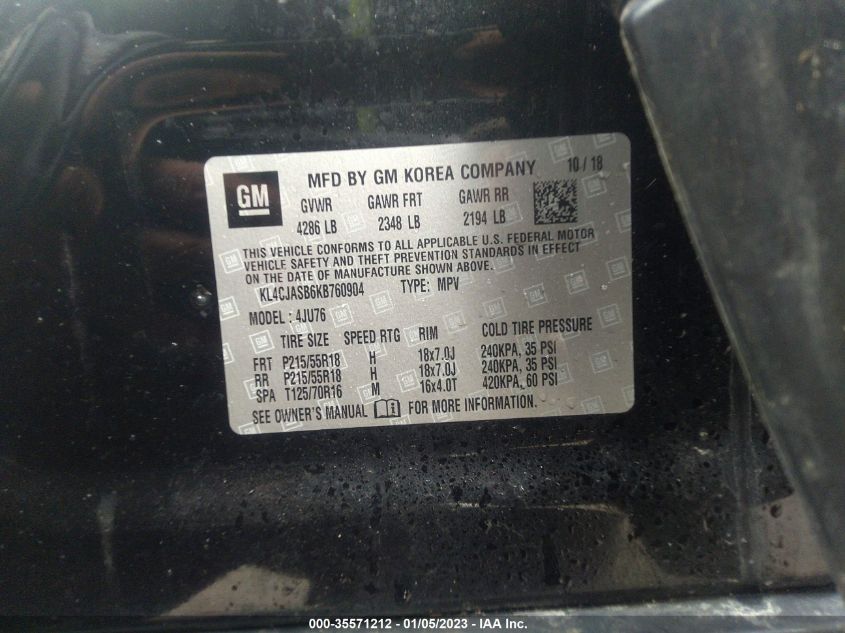 GM
MFD BY GM KOREA COMPANY 10 / 18
GVWR GAWR FRT GAWR RR
4286 LB 2348 LB 2194 LB
THIS VEHICLE CONFORMS TO ALL APPLICABLE U.S. FEDERAL MOTOR
VEHICLE SAFETY AND THEFT PREVENTION STANDARDS IN EFFECT
ON THE DATE OF MANUFACTURE SHOWN ABOVE.
KL4CJASB6KB760904 TYPE: MPV
MODEL : 4JU76
TIRE SIZE SPEED RTG RIM COLD TIRE PRESSURE
FRT P215/55R18 H 18x7.0J 240KPA, 35 PSI
RR P215/55R18 H 18x7.0J 240KPA, 35 PSI
SPA T125/70R16 M 16x4.0T 420KPA, 60 PSI
SEE OWNER'S MANUAL FOR MORE INFORMATION.
000-35571212 - 01/05/2023 - IAA Inc.